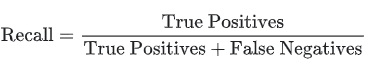 Recall = True Positives / True Positives + False Negatives